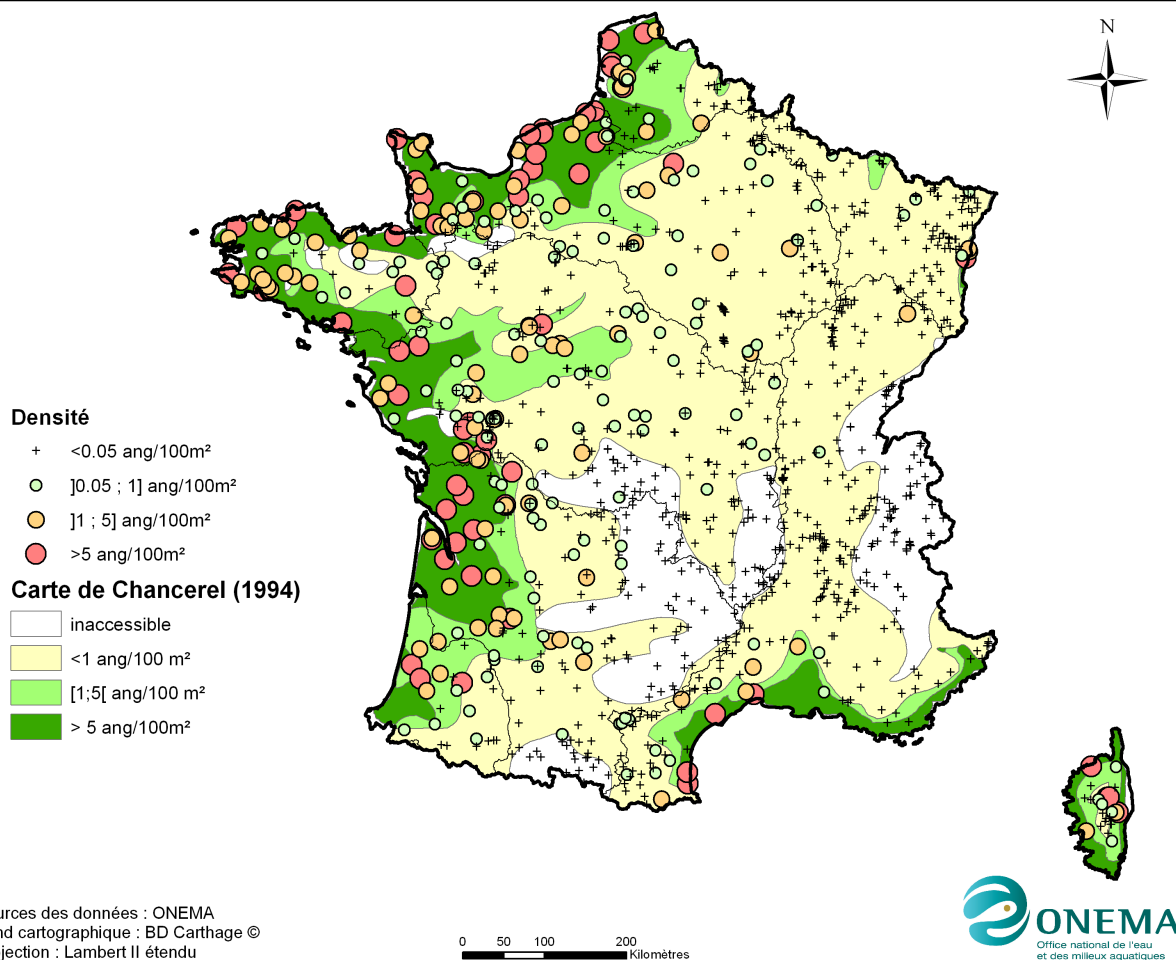 N
Densité
<0.05 ang/100m²
]0.05 ; 1] ang/100m²
]1 ; 5] ang/100m²
>5 ang/100m²
Carte de Chancerel (1994)
inaccessible
<1 ang/100 m²
[1;5[ ang/100 m²
> 5 ang/100m²
urces des données : ONEMA
nd cartographique : BD Carthage ©
jection : Lambert II étendu
0 50 100 200
Kilomètres
ONEMA
Office national de l'eau
et des milieux aquatiques